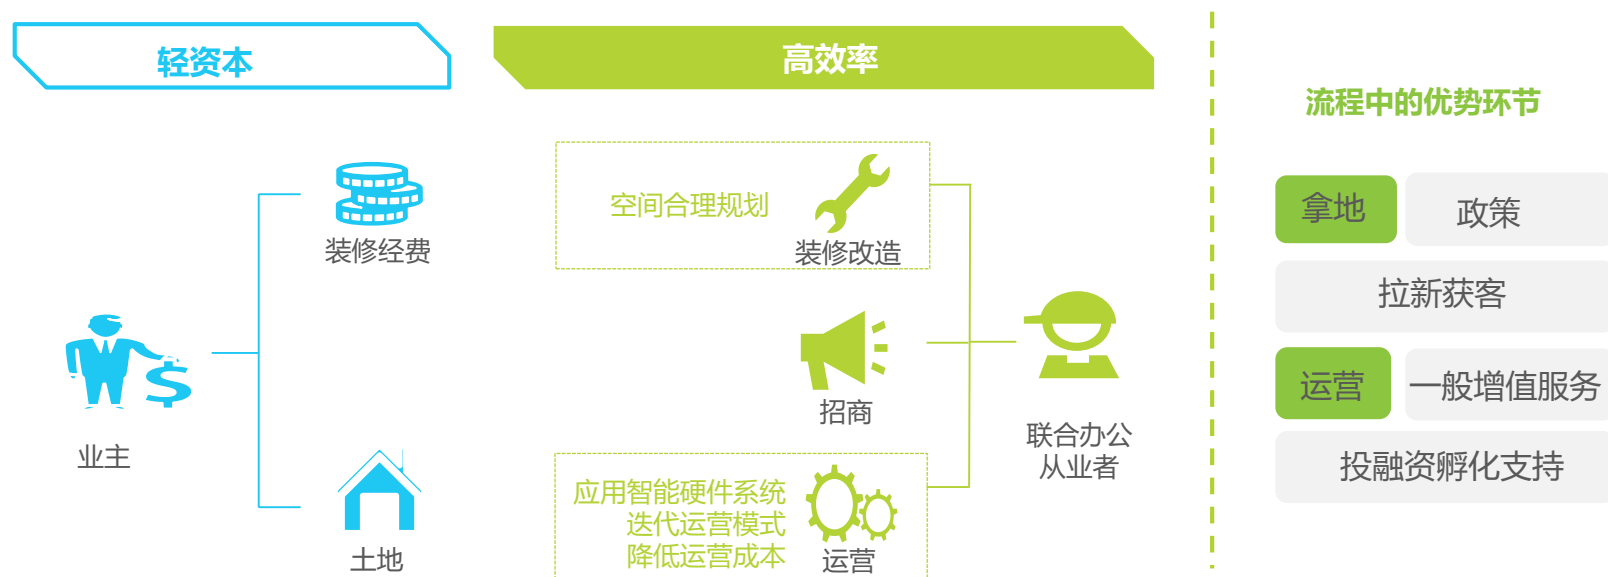 轻资本
高效率
流程中的优势环节
装修经费
业主
土地
空间合理规划
装修改造
招商
应用智能硬件系统
迭代运营模式
降低运营成本
运营
联合办公
从业者
拿地
政策
拉新获客
运营
一般增值服务
投融资孵化支持